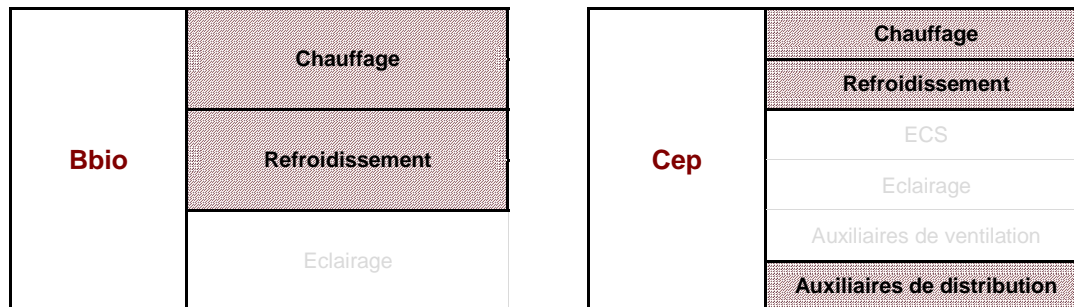 Bbio
Chauffage
Refroidissement
Eclairage
Cep
Chauffage
Refroidissement
ECS
Eclairage
Auxiliaires de ventilation
Auxiliaires de distribution